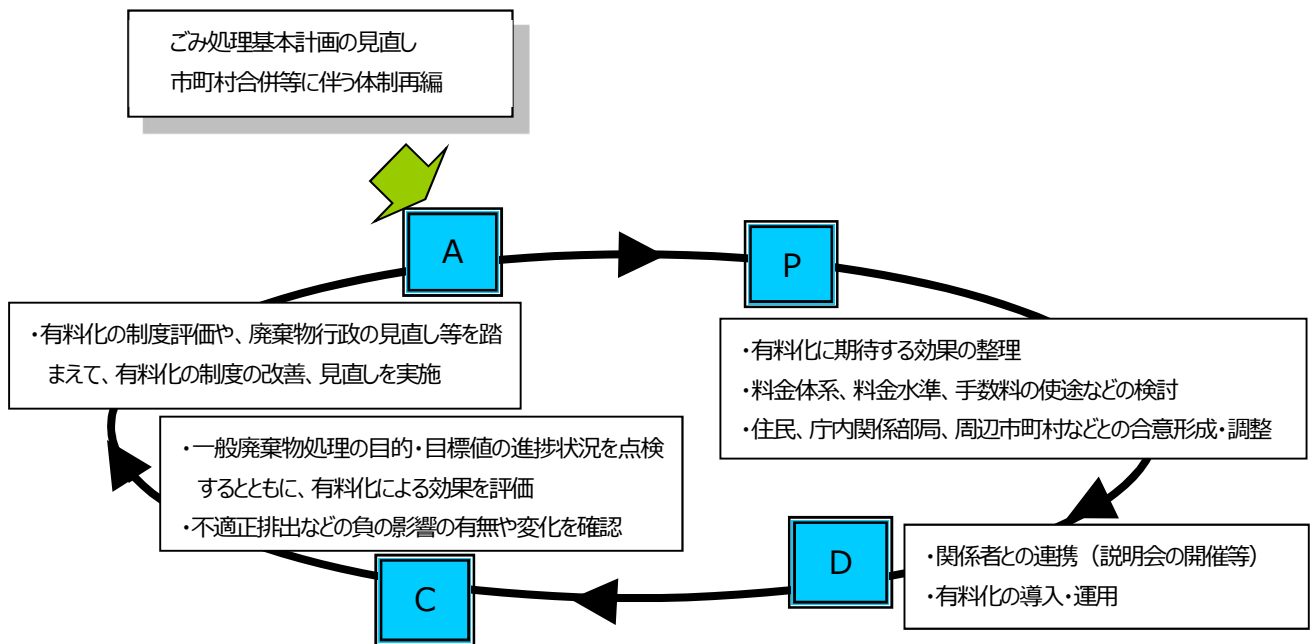 ごみ処理基本計画の見直し
市町村合併等に伴う体制再編
A
P
・有料化の制度評価や、廃棄物行政の見直し等を踏
まえて、有料化の制度の改善、見直しを実施
・有料化に期待する効果の整理
・料金体系、料金水準、手数料の使途などの検討
・住民、庁内関係部局、周辺市町村などとの合意形成・調整
・一般廃棄物処理の目的・目標値の進捗状況を点検
するとともに、有料化による効果を評価
・不適正排出などの負の影響の有無や変化を確認
C
D
・関係者との連携（説明会の開催等）
・有料化の導入・運用